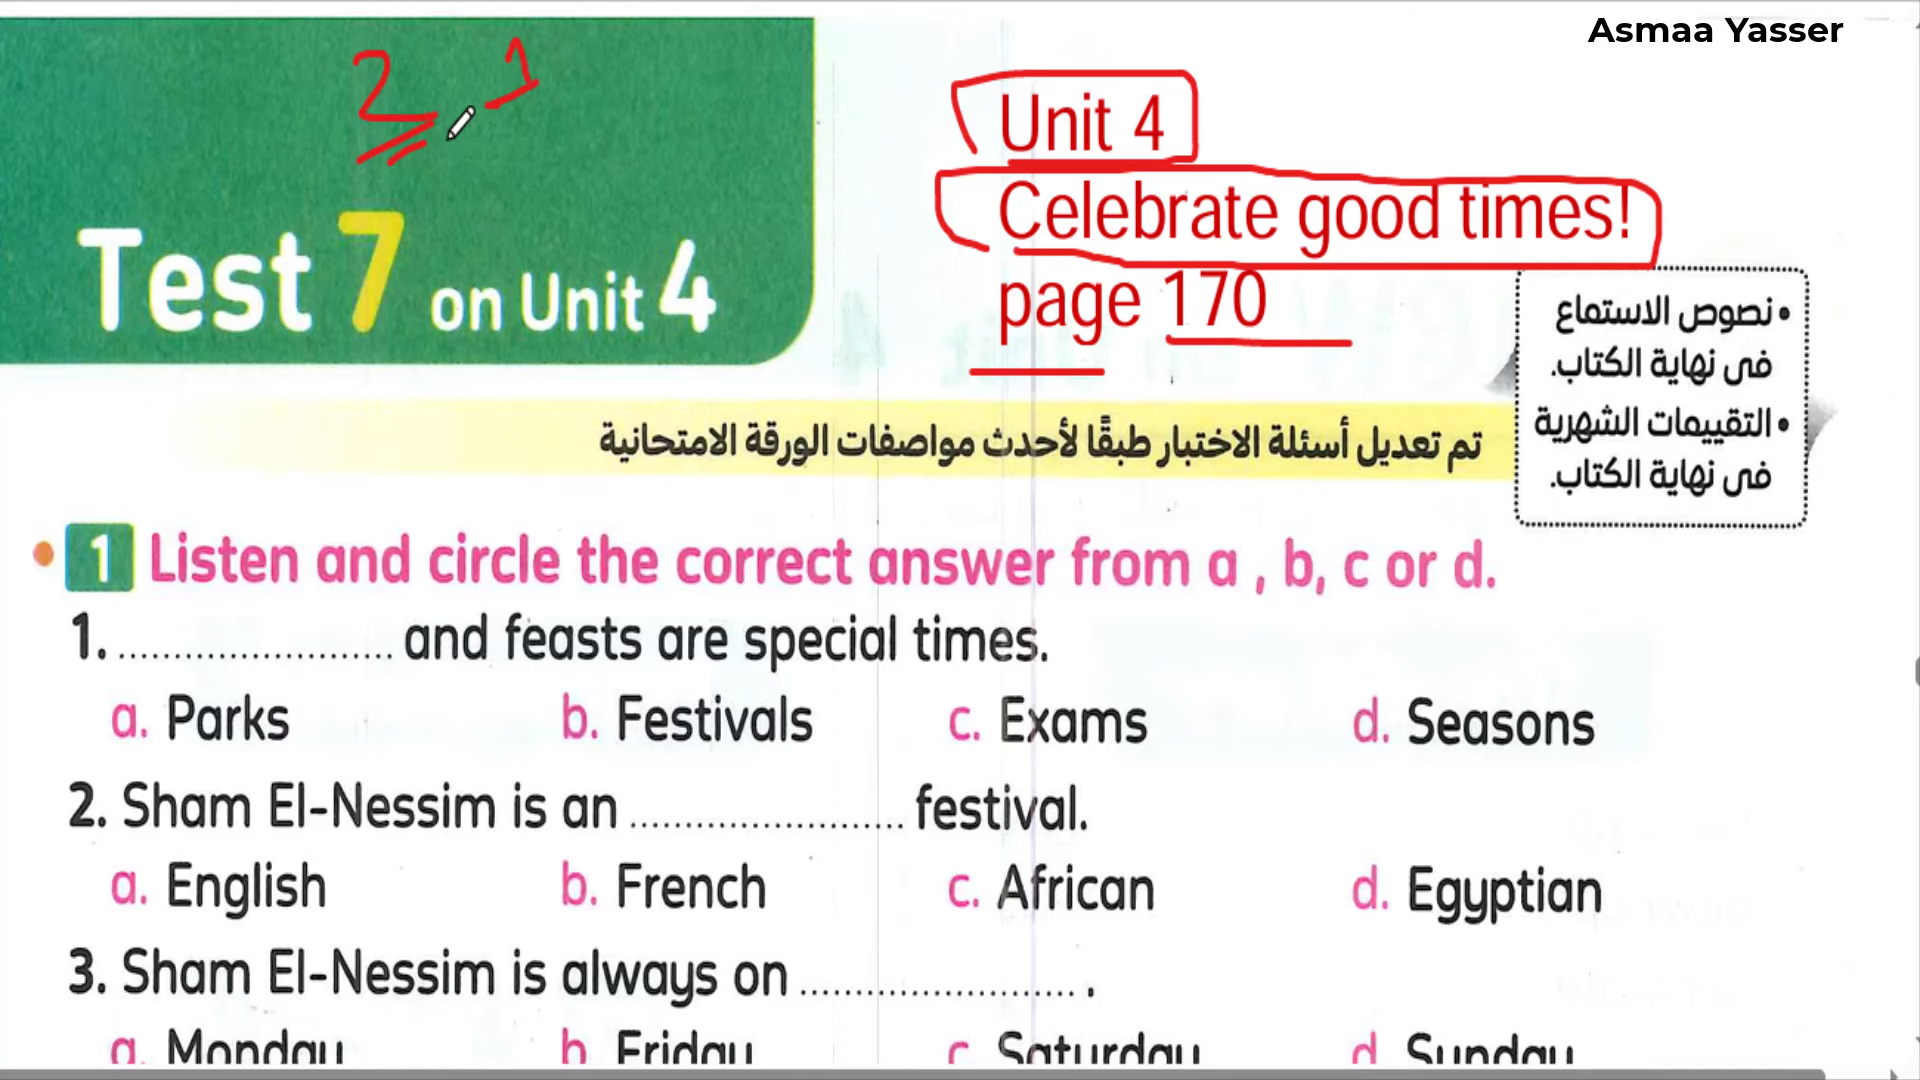 Asmaa Yasser
2 - 1
Unit 4
Celebrate good times!
page 170
Test 7 on Unit 4
• نصوص الاستماع
فى نهاية الكتاب.
• التقييمات الشهرية
فى نهاية الكتاب.
تم تعديل أسئلة الاختبار طبقًا لأحدث مواصفات الورقة الامتحانية
• 1 Listen and circle the correct answer from a , b, c or d.
1. ........................ and feasts are special times.
a. Parks b. Festivals c. Exams d. Seasons
2. Sham El-Nessim is an ........................ festival.
a. English b. French c. African d. Egyptian
3. Sham El-Nessim is always on ........................ .
a. Monday b. Friday c. Saturday d. Sunday